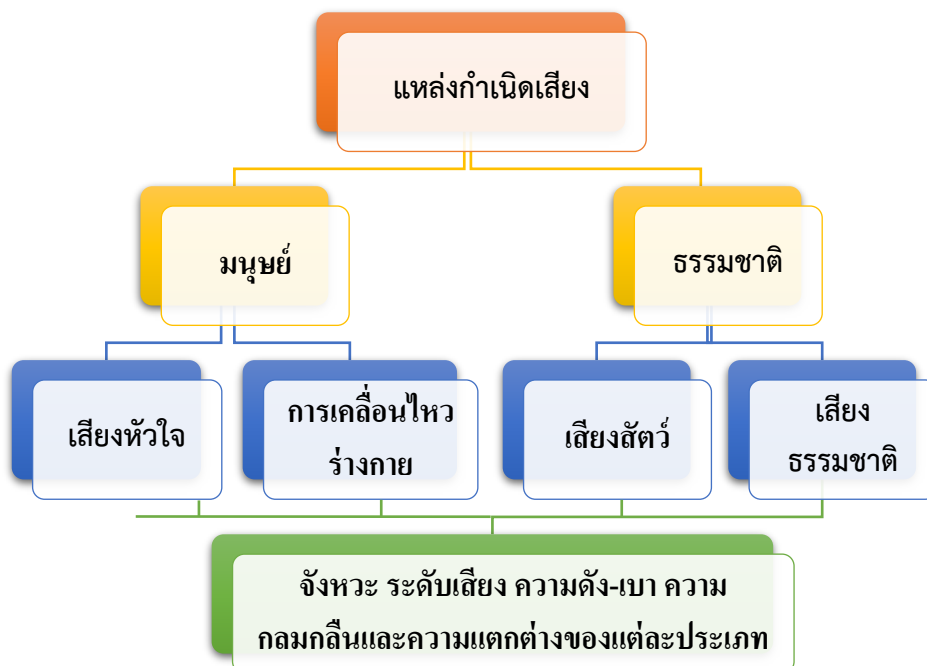 แหล่งกำเนิดเสียง
มนุษย์
ธรรมชาติ
เสียงหัวใจ
การเคลื่อนไหว
ร่างกาย
เสียงสัตว์
เสียง
ธรรมชาติ
จังหวะ ระดับเสียง ความดัง-เบา ความ
กลมกลืนและความแตกต่างของแต่ละประเภท